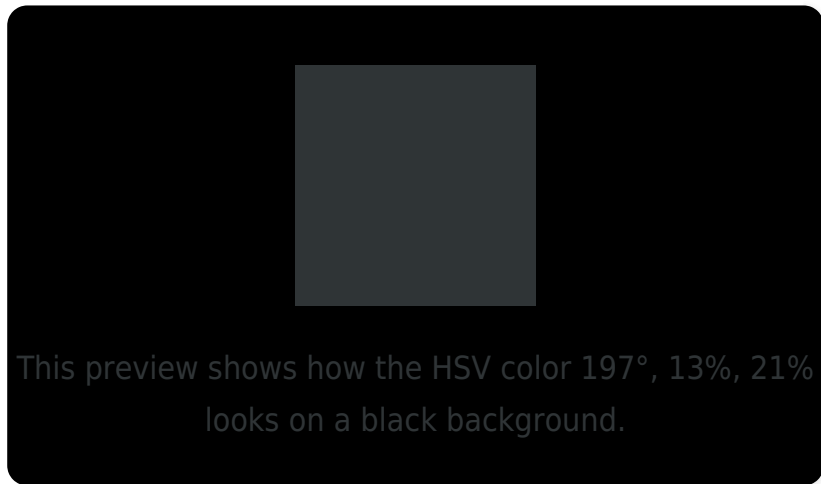 This preview shows how the HSV color 197°, 13%, 21%
looks on a black background.